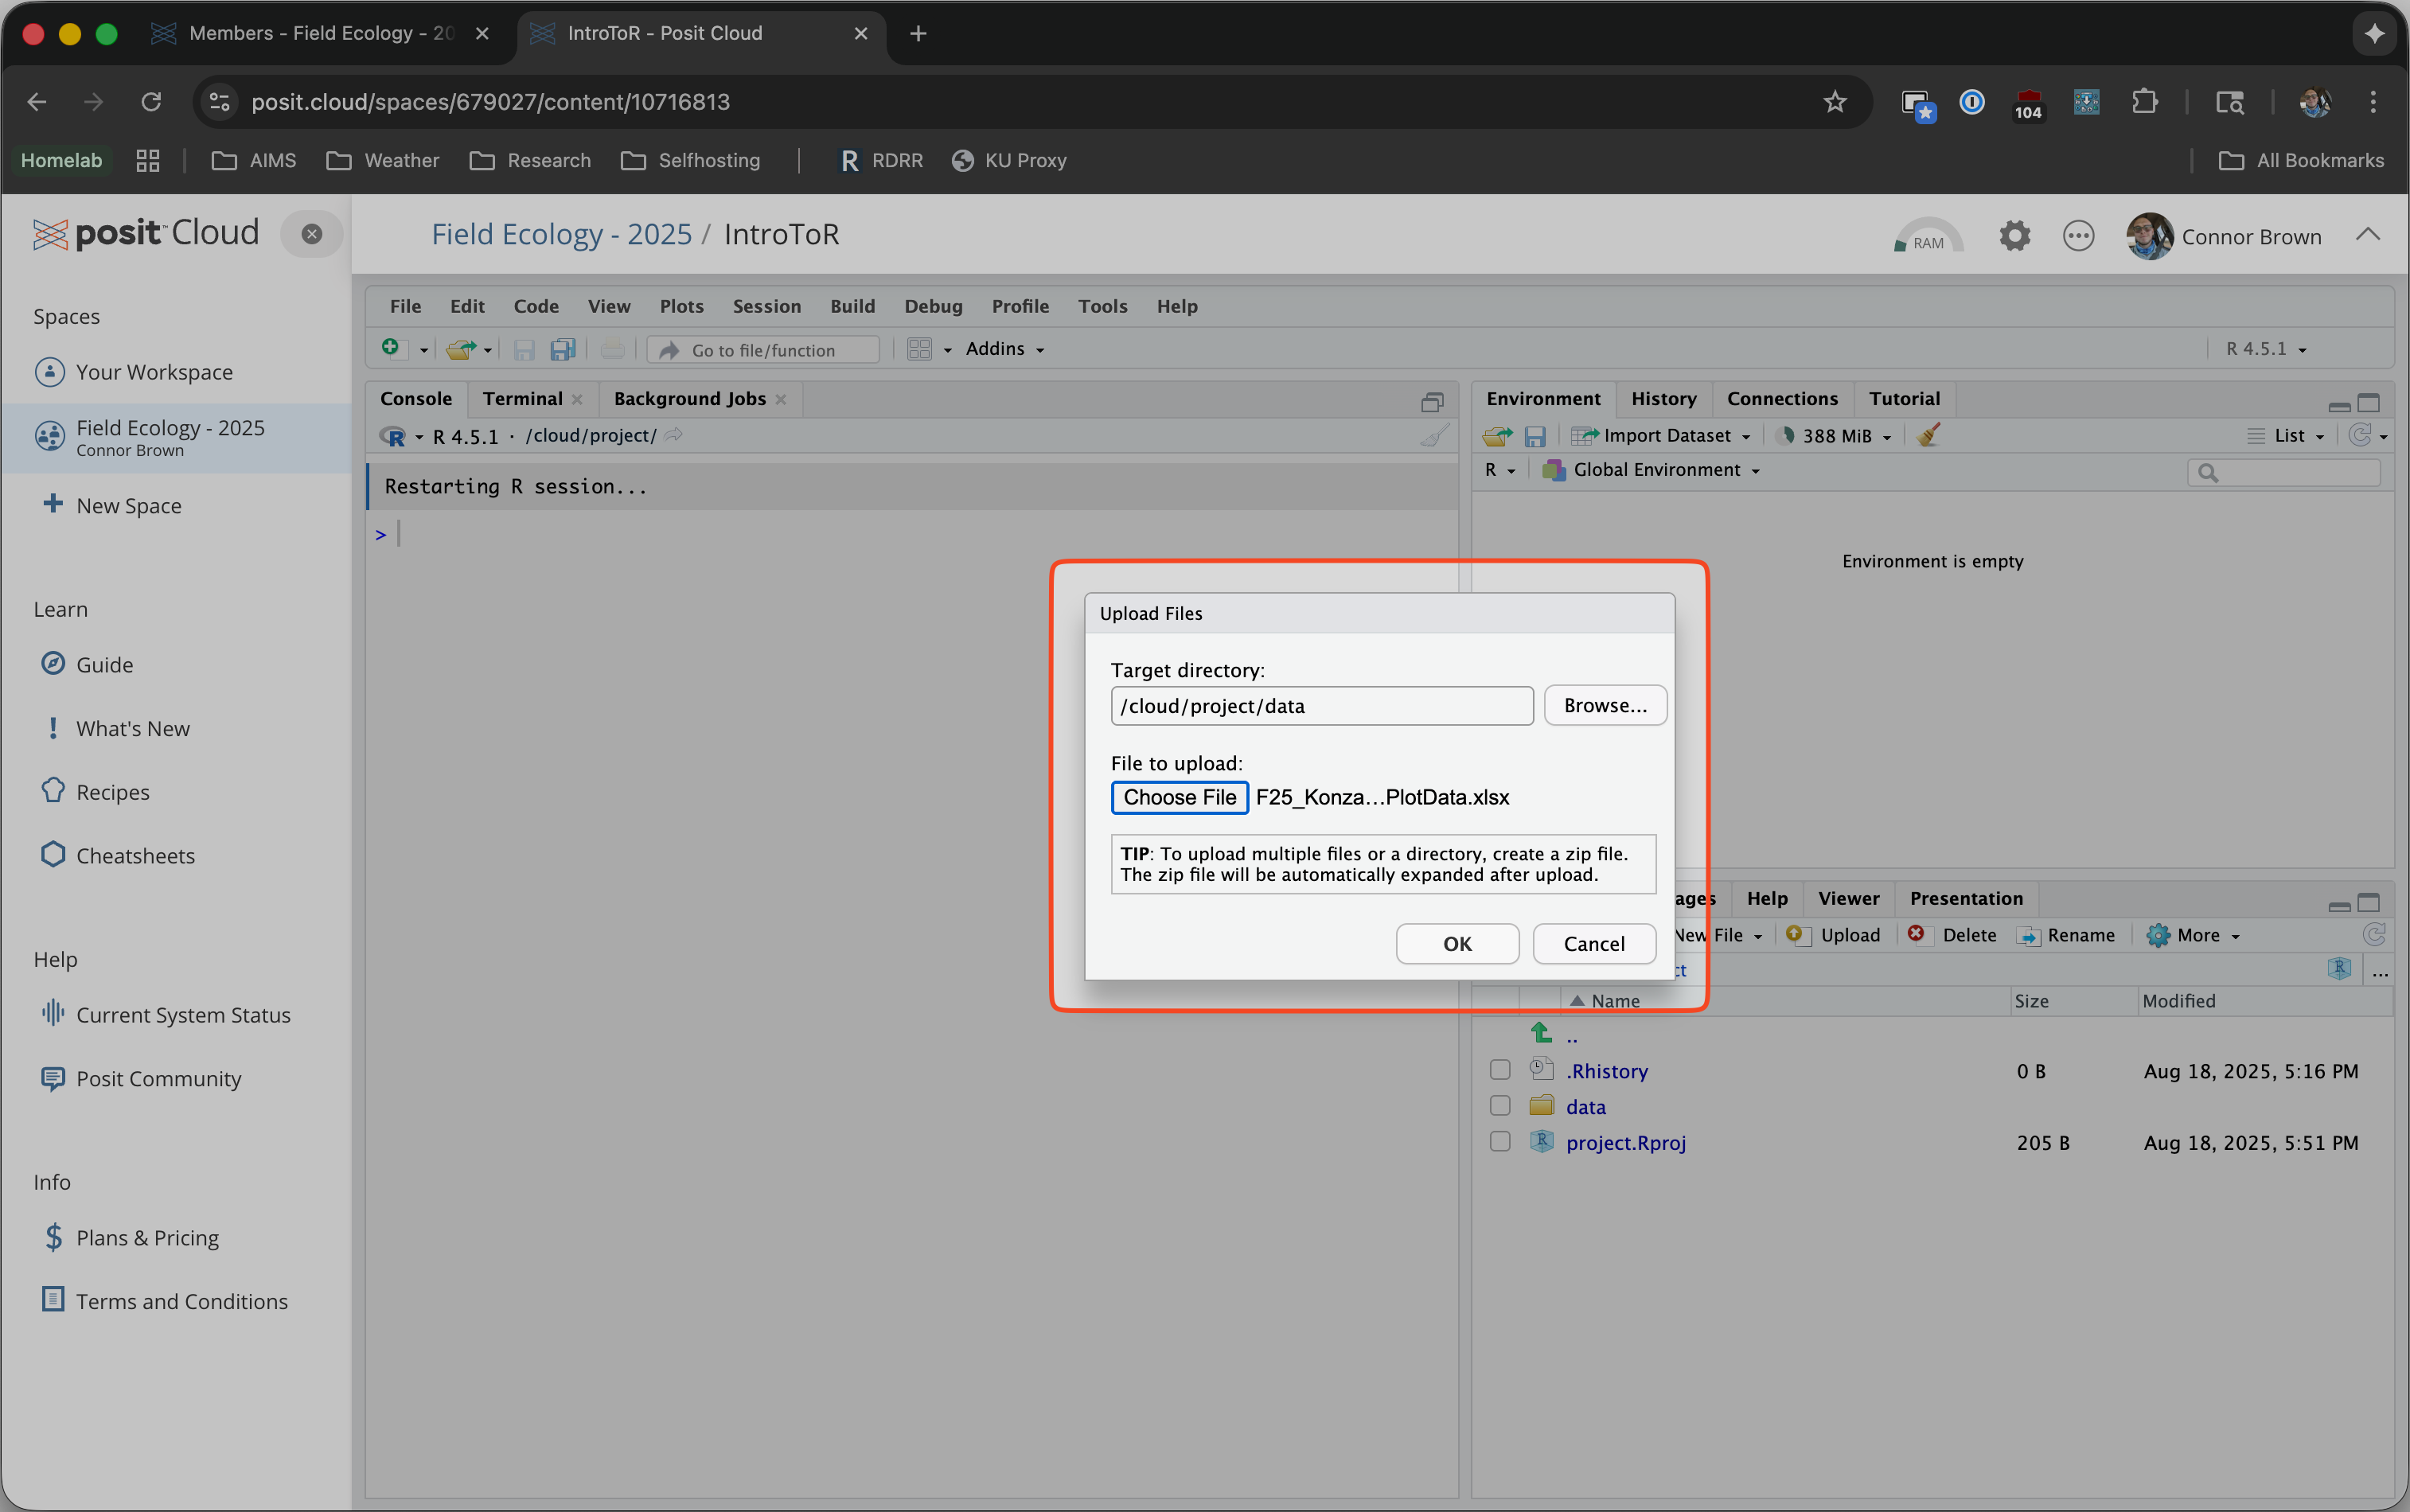 Members - Field Ecology - 20
IntroToR - Posit Cloud
posit.cloud/spaces/679027/content/10716813
104
Homelab
AIMS
Weather
Research
Selfhosting
R RDRR
KU Proxy
All Bookmarks
posit Cloud
Field Ecology - 2025 / IntroToR
RAM
Connor Brown
Spaces
Your Workspace
Field Ecology - 2025
Connor Brown
New Space
Learn
Guide
What's New
Recipes
Cheatsheets
Help
Current System Status
Posit Community
Info
Plans & Pricing
Terms and Conditions
File Edit Code View Plots Session Build Debug Profile Tools Help
Go to file/function
Addins
R 4.5.1
Console Terminal Background Jobs
R 4.5.1 · /cloud/project/
Restarting R session...
>
Environment History Connections Tutorial
Import Dataset
388 MiB
List
R
Global Environment
Environment is empty
Upload Files
Target directory:
/cloud/project/data
Browse...
File to upload:
Choose File F25_Konza...PlotData.xlsx
TIP: To upload multiple files or a directory, create a zip file.
The zip file will be automatically expanded after upload.
OK
Cancel
ages Help Viewer Presentation
New File Upload Delete Rename More
ct
R
...
Name Size Modified
..
.Rhistory 0 B Aug 18, 2025, 5:16 PM
data
project.Rproj 205 B Aug 18, 2025, 5:51 PM